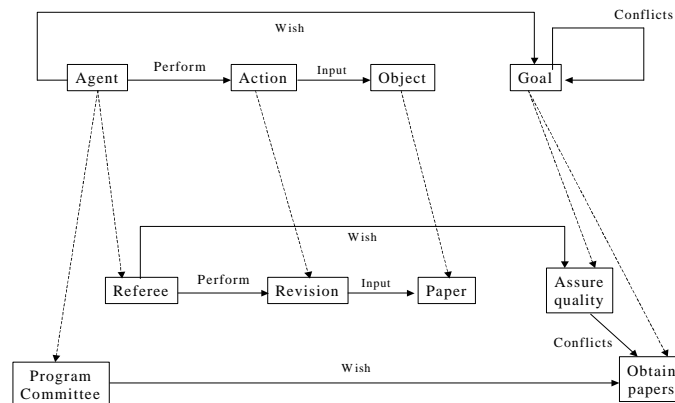 Conflicts
Wish
Agent
Perform
Action
Input
Object
Goal
Wish
Referee
Perform
Revision
Input
Paper
Assure
quality
Conflicts
Program
Committee
Wish
Obtain
papers